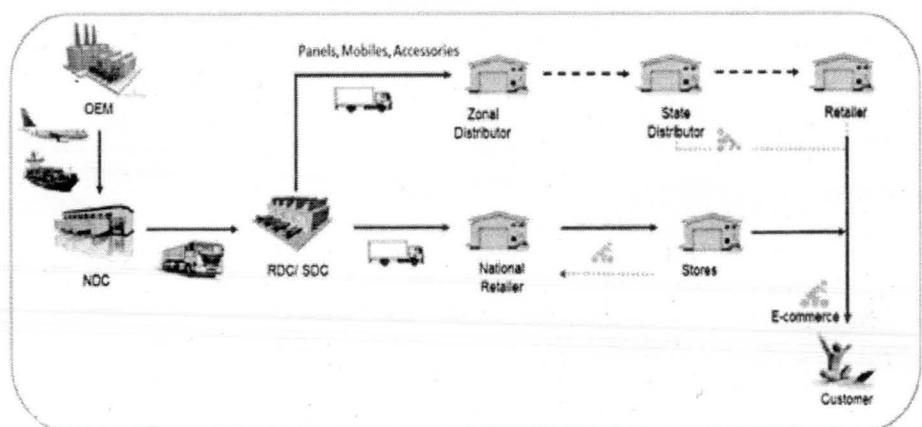 Panels, Mobiles, Accessories
OEM
Zonal
Distributor
State
Distributor
Retailer
NDC
RDC/ SDC
National
Retailer
Stores
E-commerce
Customer